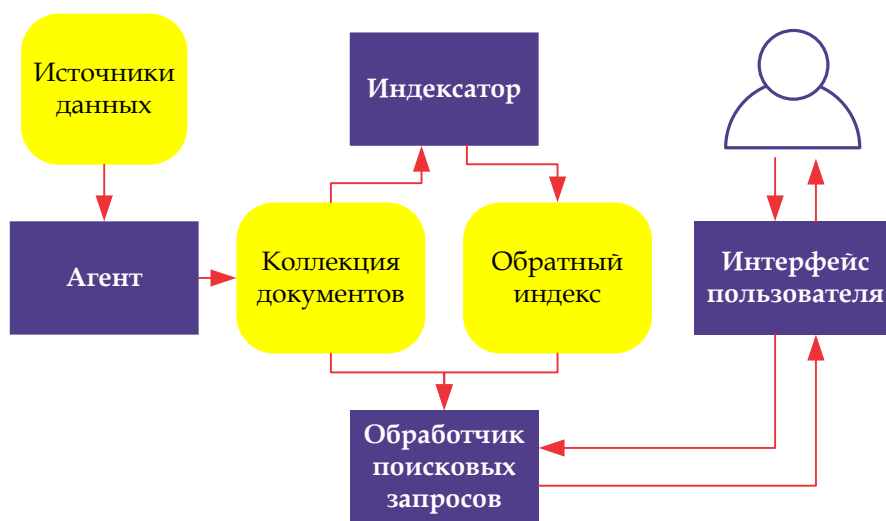 Источники
данных
Индексатор
Агент
Коллекция
документов
Обратный
индекс
Интерфейс
пользователя
Обработчик
поисковых
запросов